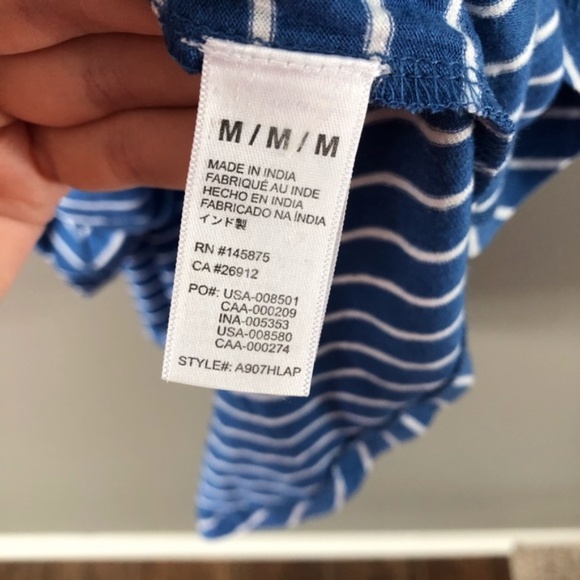 M / M / M
MADE IN INDIA
FABRIQUÉ AU INDE
HECHO EN INDIA
FABRICADO NA ÍNDIA
インド製
RN #145875
CA #26912
PO#: USA-008501
CAA-000209
INA-005353
USA-008580
CAA-000274
STYLE#: A907HLAP